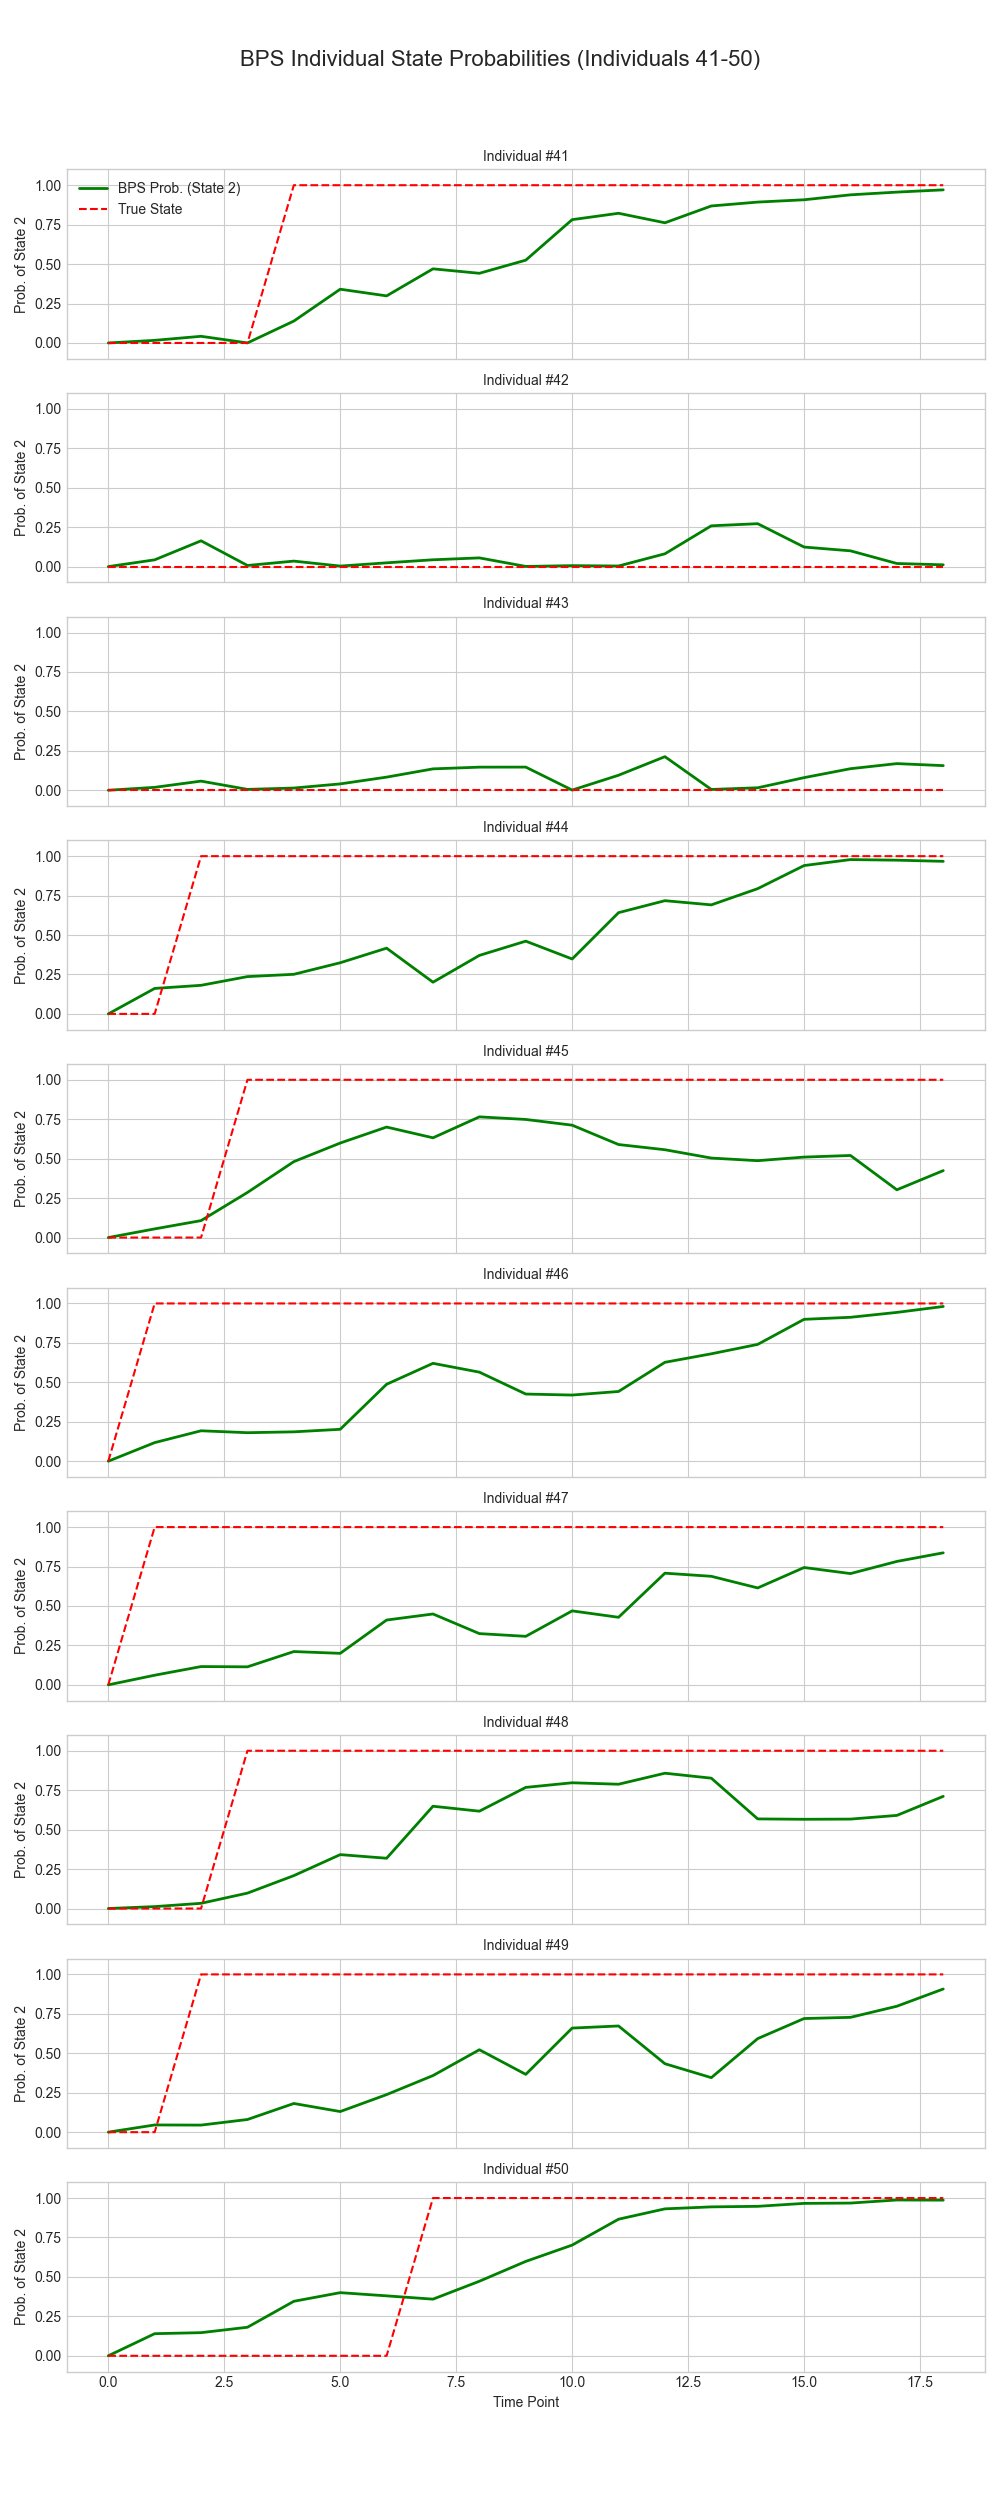 BPS Individual State Probabilities (Individuals 41-50)
Individual #41
BPS Prob. (State 2)
True State
Prob. of State 2
1.00
0.75
0.50
0.25
0.00
Individual #42
Prob. of State 2
1.00
0.75
0.50
0.25
0.00
Individual #43
Prob. of State 2
1.00
0.75
0.50
0.25
0.00
Individual #44
Prob. of State 2
1.00
0.75
0.50
0.25
0.00
Individual #45
Prob. of State 2
1.00
0.75
0.50
0.25
0.00
Individual #46
Prob. of State 2
1.00
0.75
0.50
0.25
0.00
Individual #47
Prob. of State 2
1.00
0.75
0.50
0.25
0.00
Individual #48
Prob. of State 2
1.00
0.75
0.50
0.25
0.00
Individual #49
Prob. of State 2
1.00
0.75
0.50
0.25
0.00
Individual #50
Prob. of State 2
1.00
0.75
0.50
0.25
0.00
0.0 2.5 5.0 7.5 10.0 12.5 15.0 17.5
Time Point